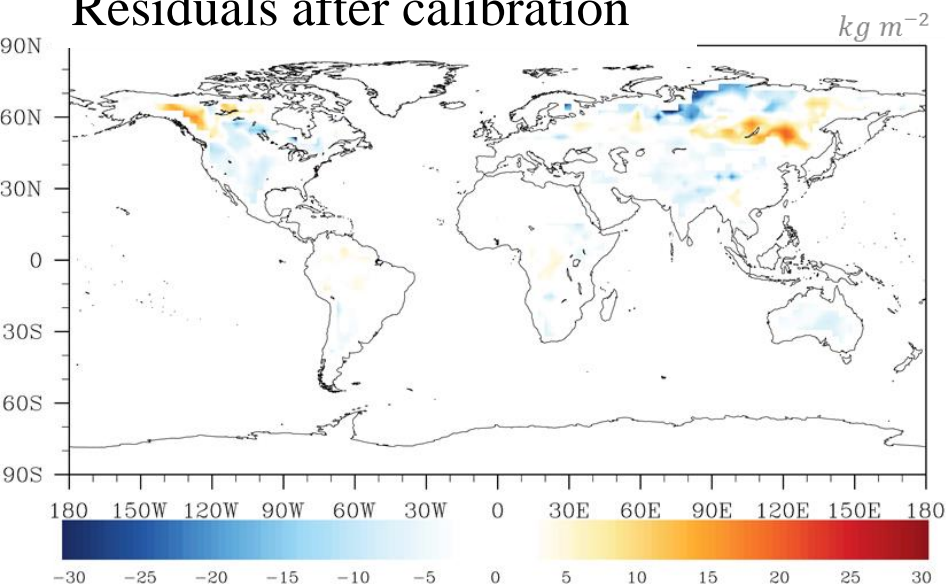 Residuals after calibration
kg m⁻²
90N
60N
30N
0
30S
60S
90S
180 150W 120W 90W 60W 30W 0 30E 60E 90E 120E 150E 180
−30 −25 −20 −15 −10 −5 0 5 10 15 20 25 30